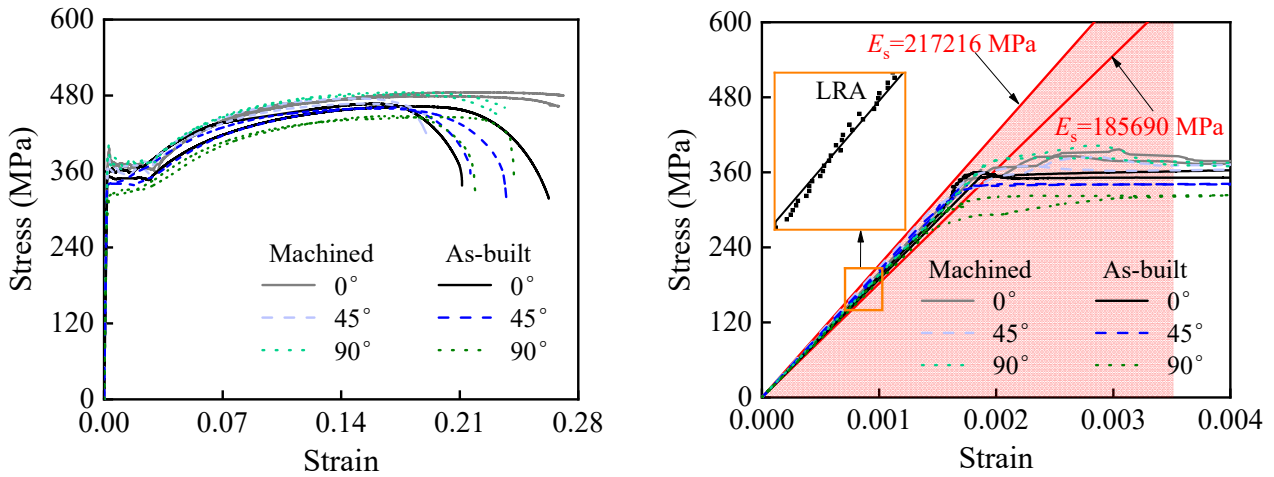 600
480
360
240
120
0
Stress (MPa)
Machined As-built
0° 0°
45° 45°
90° 90°
0.00 0.07 0.14 0.21 0.28
Strain
600
480
360
240
120
0
Stress (MPa)
Es=217216 MPa
LRA
Es=185690 MPa
Machined As-built
0° 0°
45° 45°
90° 90°
0.000 0.001 0.002 0.003 0.004
Strain